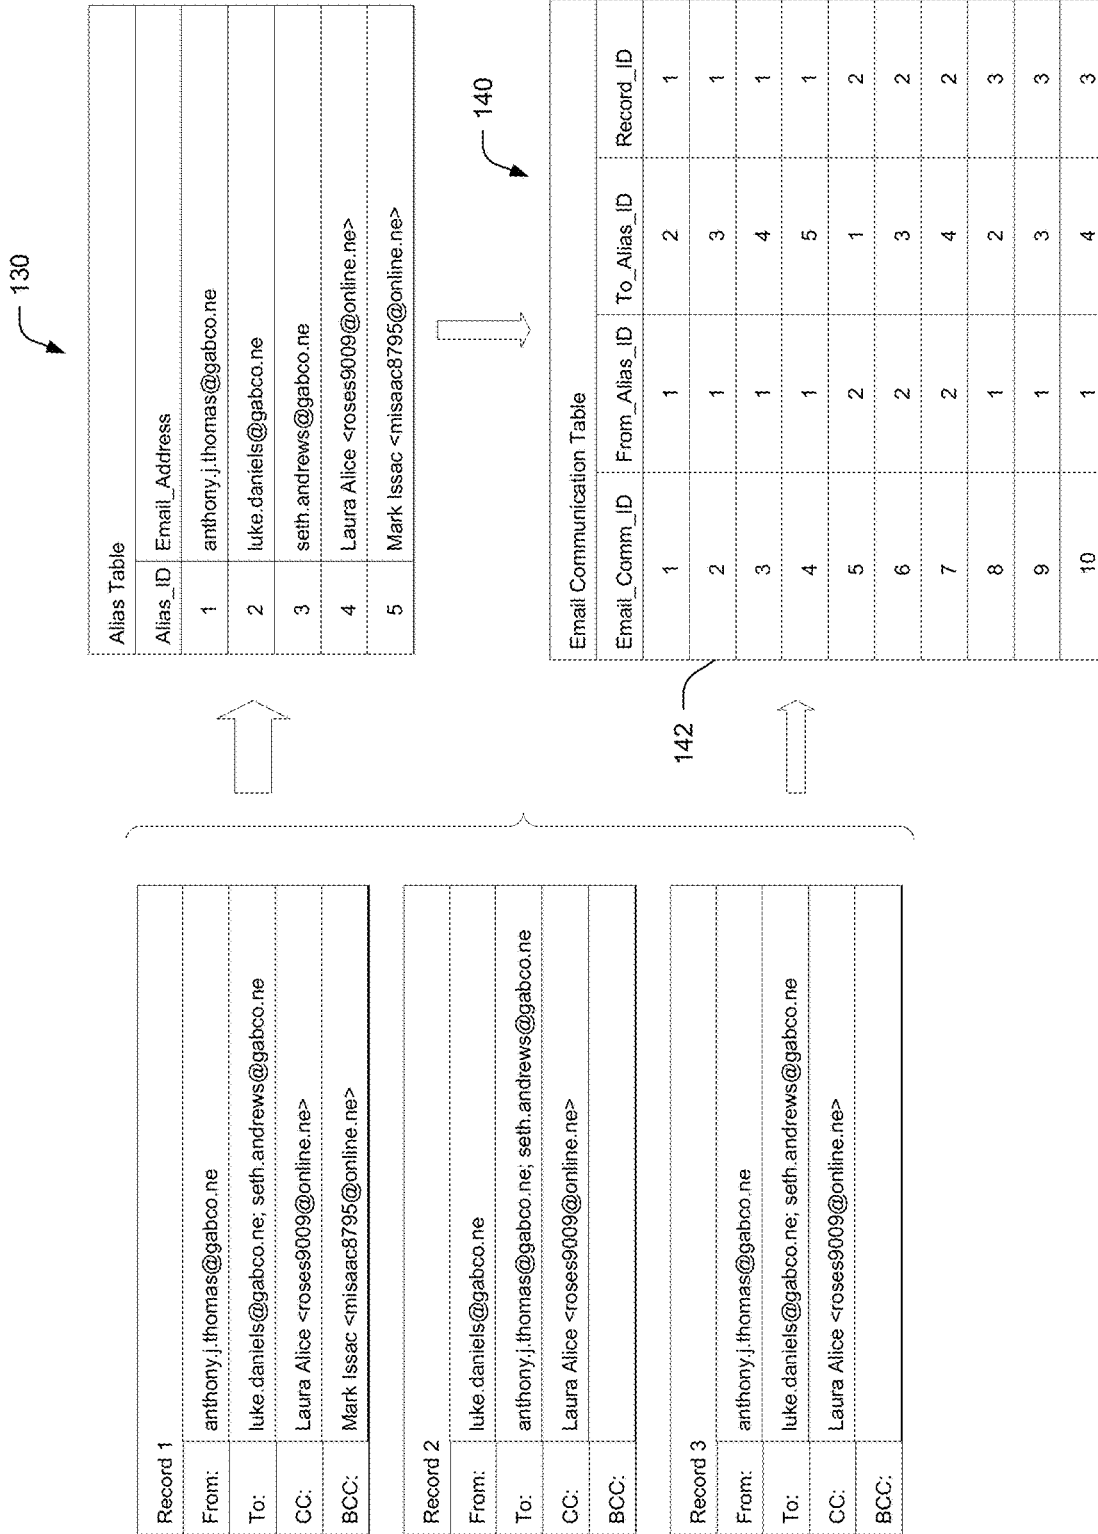 Record 1
From: anthony.j.thomas@gabco.ne
To: luke.daniels@gabco.ne; seth.andrews@gabco.ne
CC: Laura Alice <roses9009@online.ne>
BCC: Mark Issac <misaac8795@online.ne>
Record 2
From: luke.daniels@gabco.ne
To: anthony.j.thomas@gabco.ne; seth.andrews@gabco.ne
CC: Laura Alice <roses9009@online.ne>
BCC:
Record 3
From: anthony.j.thomas@gabco.ne
To: luke.daniels@gabco.ne; seth.andrews@gabco.ne
CC: Laura Alice <roses9009@online.ne>
BCC:
130
Alias Table
Alias_ID Email_Address
1 anthony.j.thomas@gabco.ne
2 luke.daniels@gabco.ne
3 seth.andrews@gabco.ne
4 Laura Alice <roses9009@online.ne>
5 Mark Issac <misaac8795@online.ne>
140
142
Email Communication Table
Email_Comm_ID From_Alias_ID To_Alias_ID Record_ID
1 1 2 1
2 1 3 1
3 1 4 1
4 1 5 1
5 2 1 2
6 2 3 2
7 2 4 2
8 1 2 3
9 1 3 3
10 1 4 3